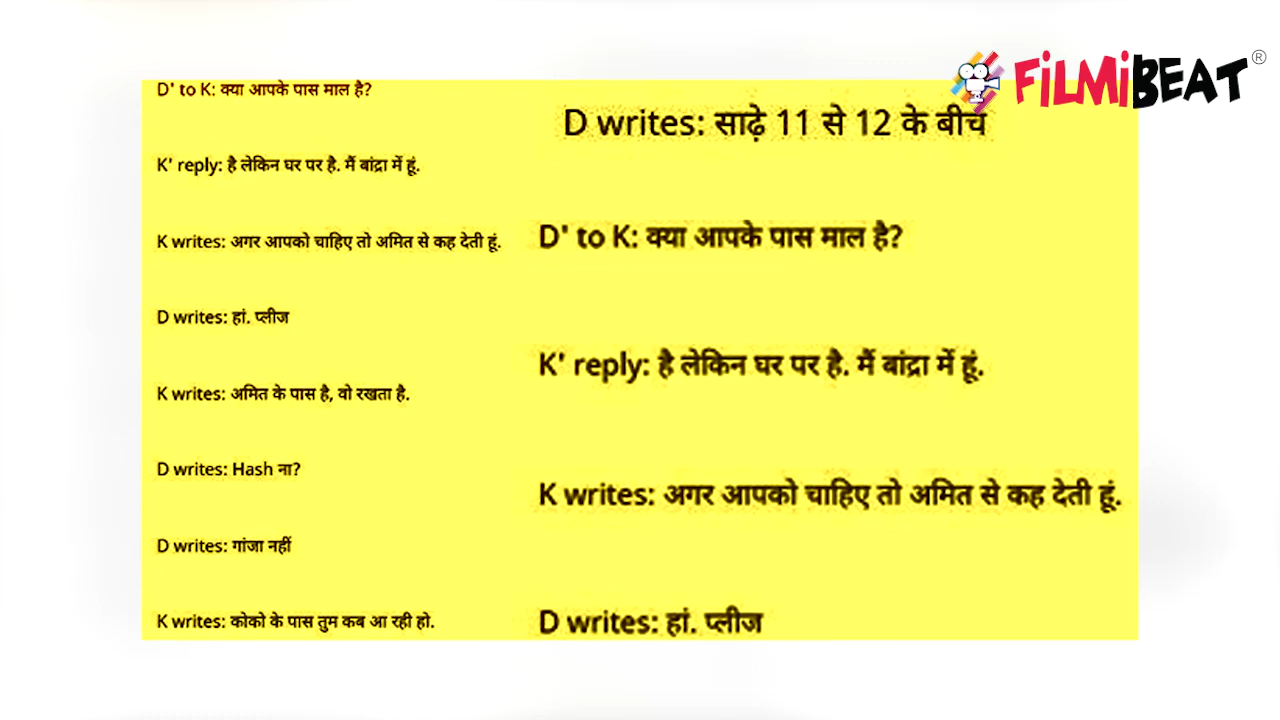 FiLMiBEAT®
D' to K: क्या आपके पास माल है?
K' reply: है लेकिन घर पर है. मैं बांद्रा में हूं.
K writes: अगर आपको चाहिए तो अमित से कह देती हूं.
D writes: हां. प्लीज
K writes: अमित के पास है, वो रखता है.
D writes: Hash ना?
D writes: गांजा नहीं
K writes: कोको के पास तुम कब आ रही हो.
D writes: साढ़े 11 से 12 के बीच
D' to K: क्या आपके पास माल है?
K' reply: है लेकिन घर पर है. मैं बांद्रा में हूं.
K writes: अगर आपको चाहिए तो अमित से कह देती हूं.
D writes: हां. प्लीज